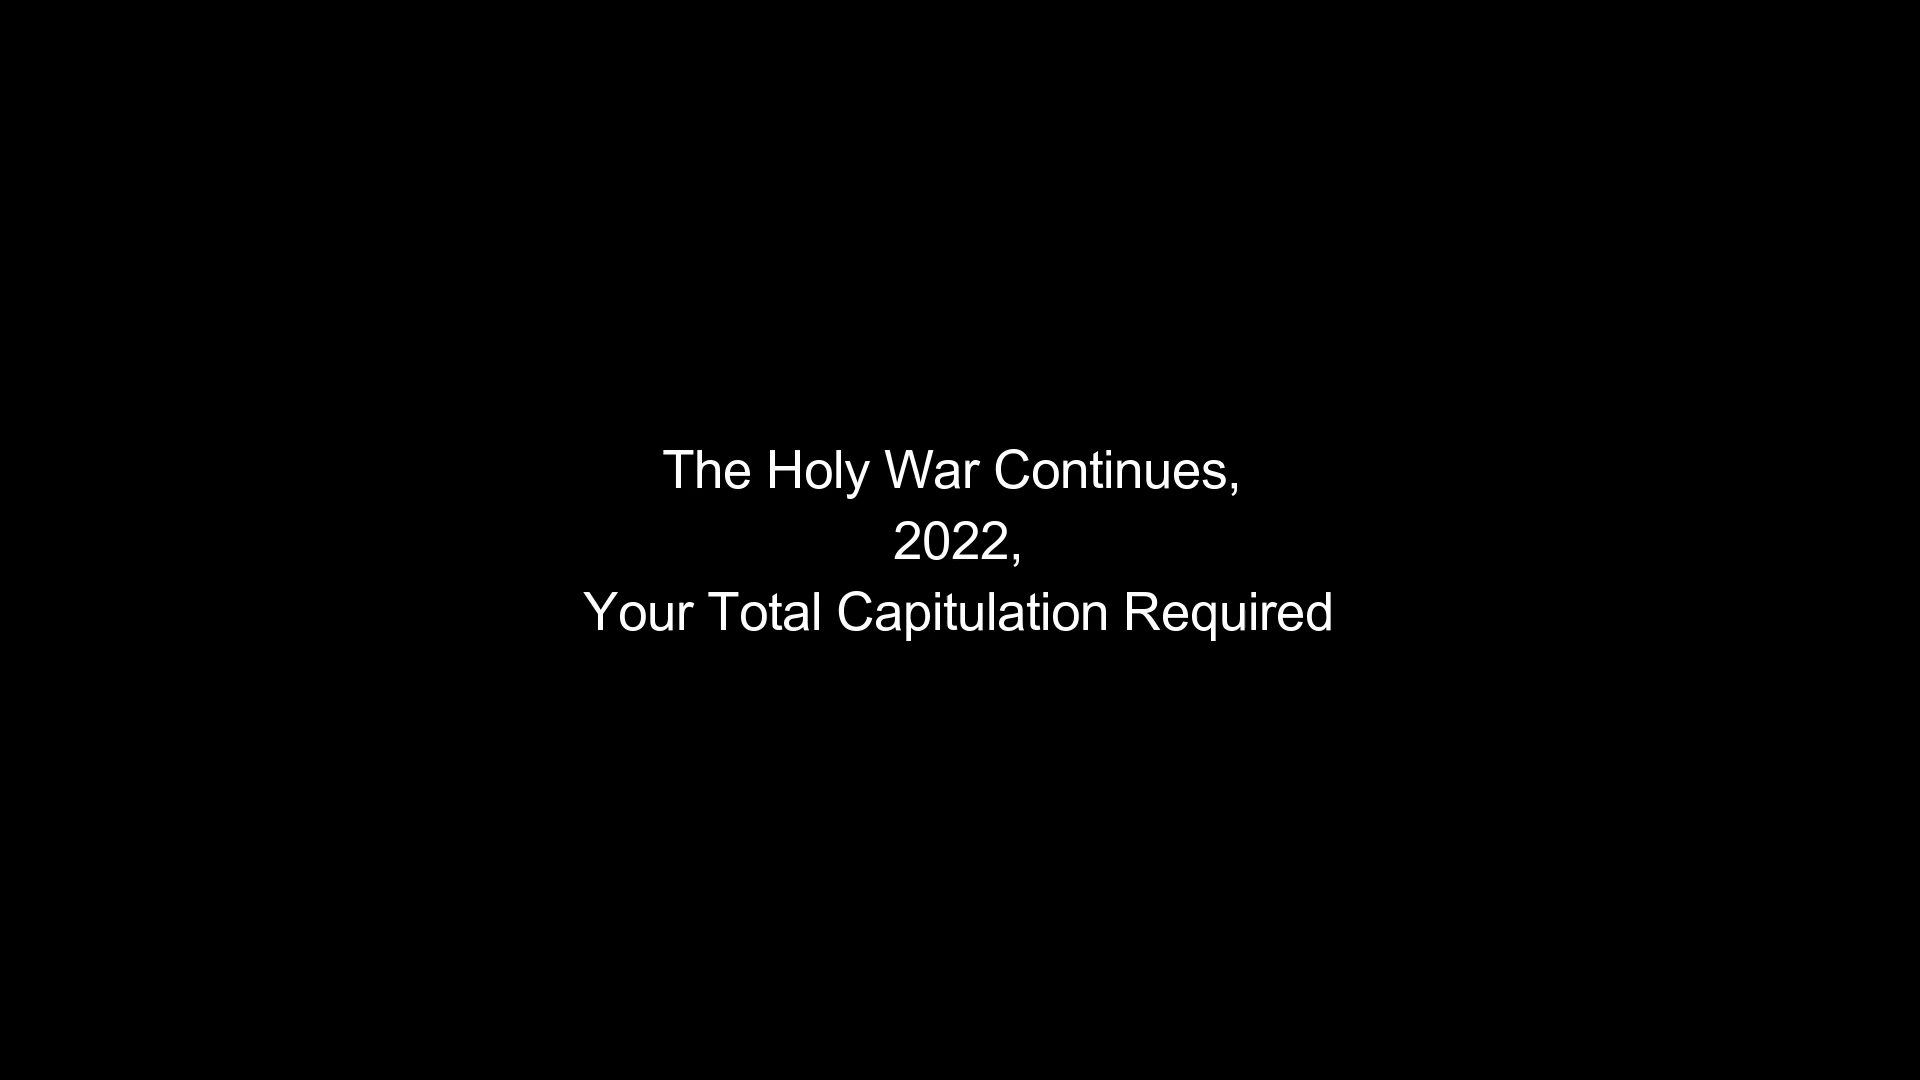 The Holy War Continues,
2022,
Your Total Capitulation Required